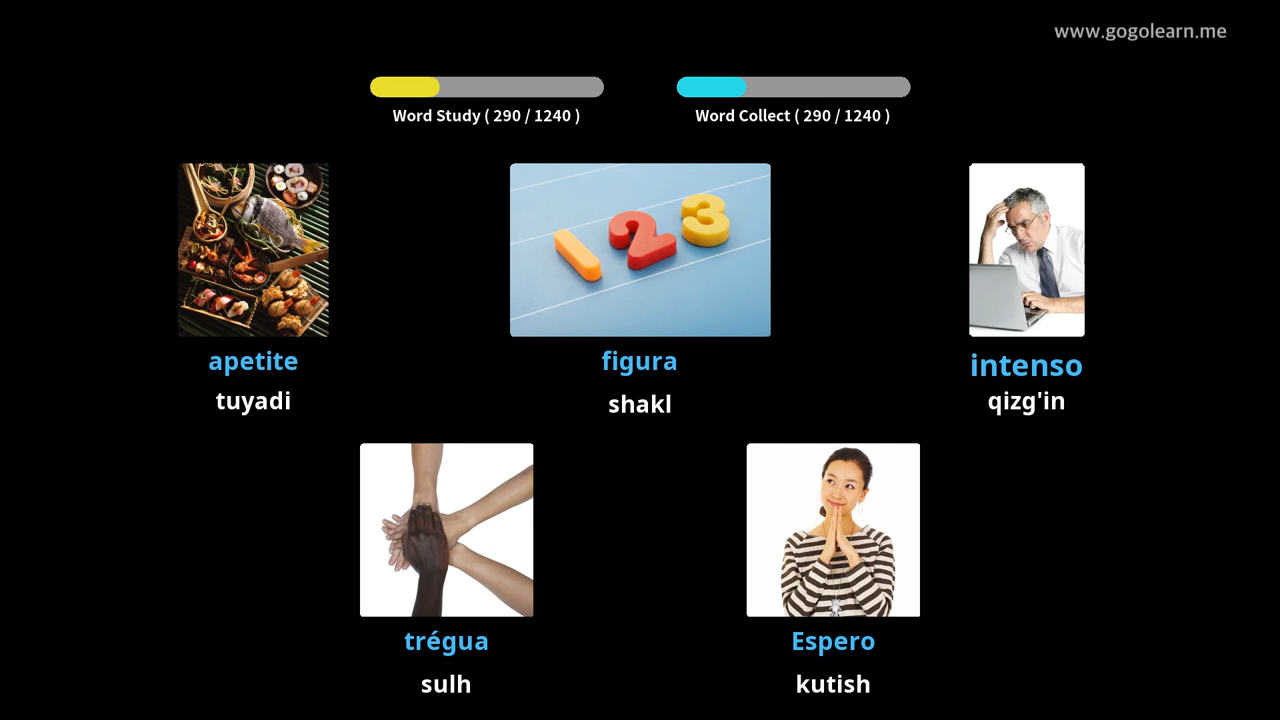 www.gogolearn.me
Word Study ( 290 / 1240 )
Word Collect ( 290 / 1240 )
apetite
tuyadi
figura
shakl
intenso
qizg'in
trégua
sulh
Espero
kutish